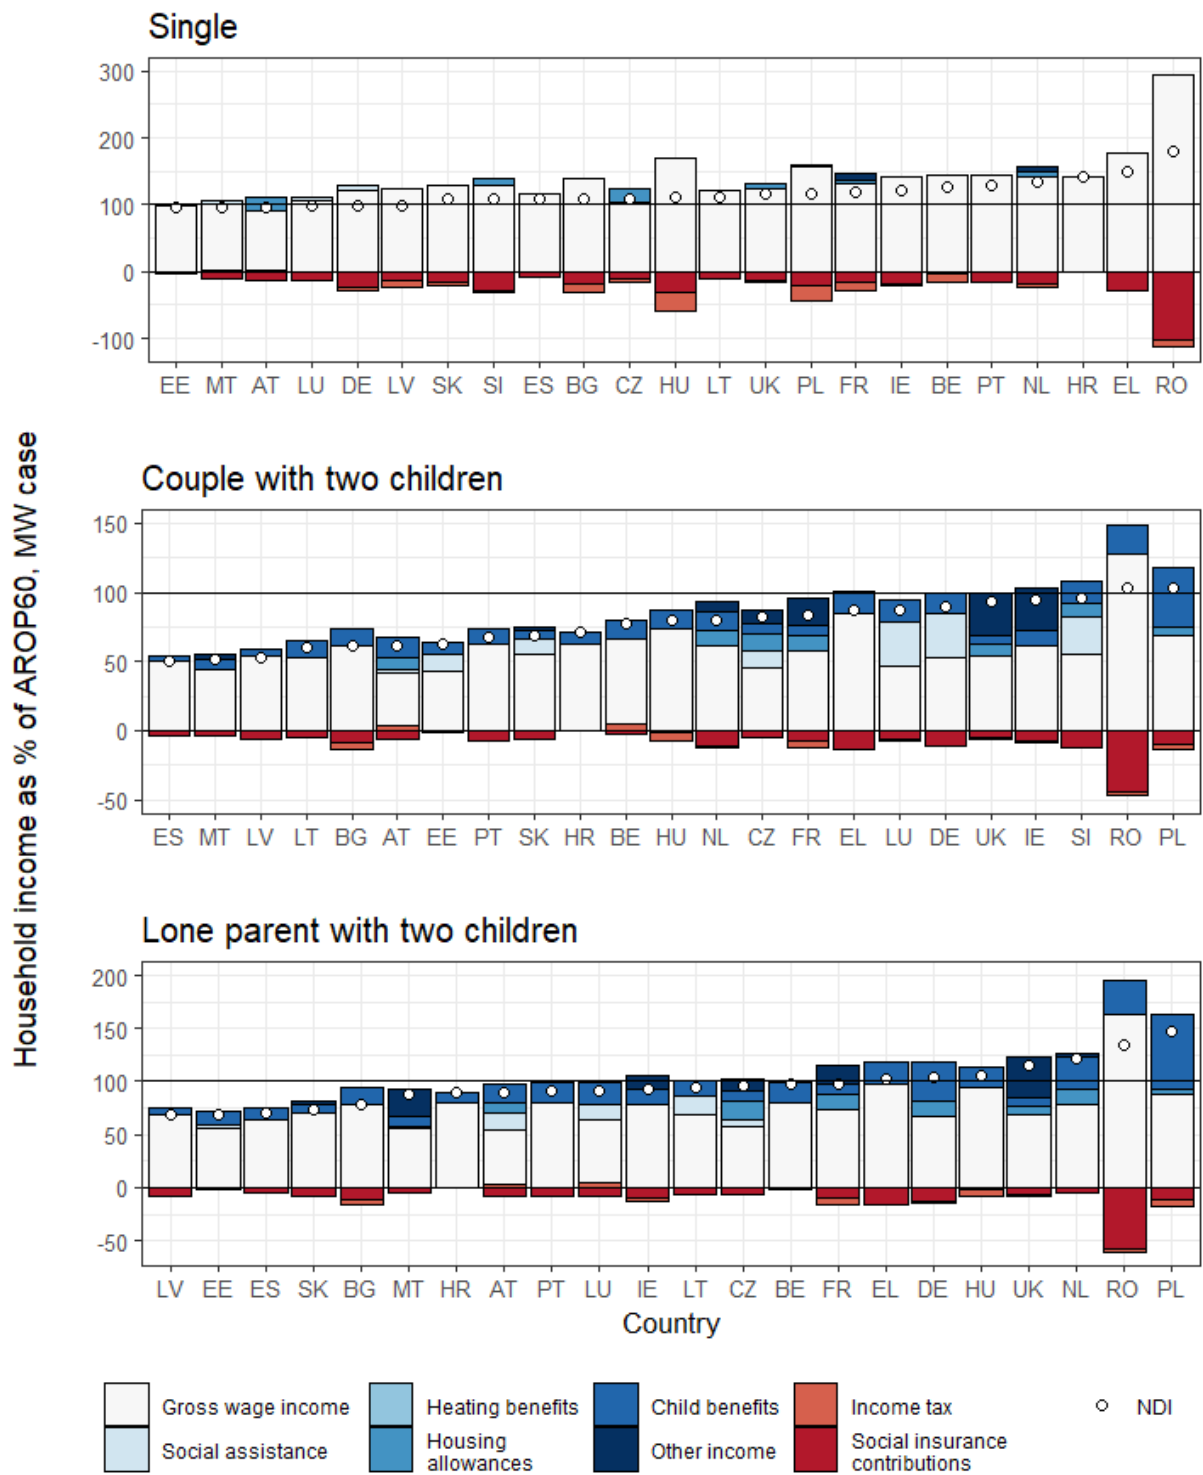 Single
300
200
100
0
-100
EE MT AT LU DE LV SK SI ES BG CZ HU LT UK PL FR IE BE PT NL HR EL RO
Household income as % of AROP60, MW case
Couple with two children
150
100
50
0
-50
ES MT LV LT BG AT EE PT SK HR BE HU NL CZ FR EL LU DE UK IE SI RO PL
Lone parent with two children
200
150
100
50
0
-50
LV EE ES SK BG MT HR AT PT LU IE LT CZ BE FR EL DE HU UK NL RO PL
Country
Gross wage income
Heating benefits
Child benefits
Income tax
NDI
Social assistance
Housing
allowances
Other income
Social insurance
contributions